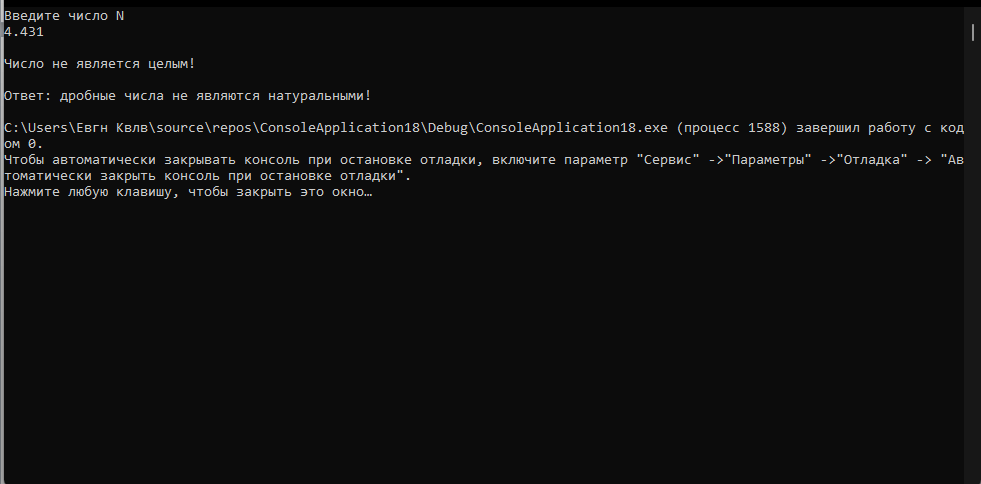 Введите число N
4.431
Число не является целым!
Ответ: дробные числа не являются натуральными!
C:\Users\Евгн Квлв\source\repos\ConsoleApplication18\Debug\ConsoleApplication18.exe (процесс 1588) завершил работу с код
ом 0.
Чтобы автоматически закрывать консоль при остановке отладки, включите параметр "Сервис" ->"Параметры" ->"Отладка" -> "Ав
томатически закрыть консоль при остановке отладки".
Нажмите любую клавишу, чтобы закрыть это окно…